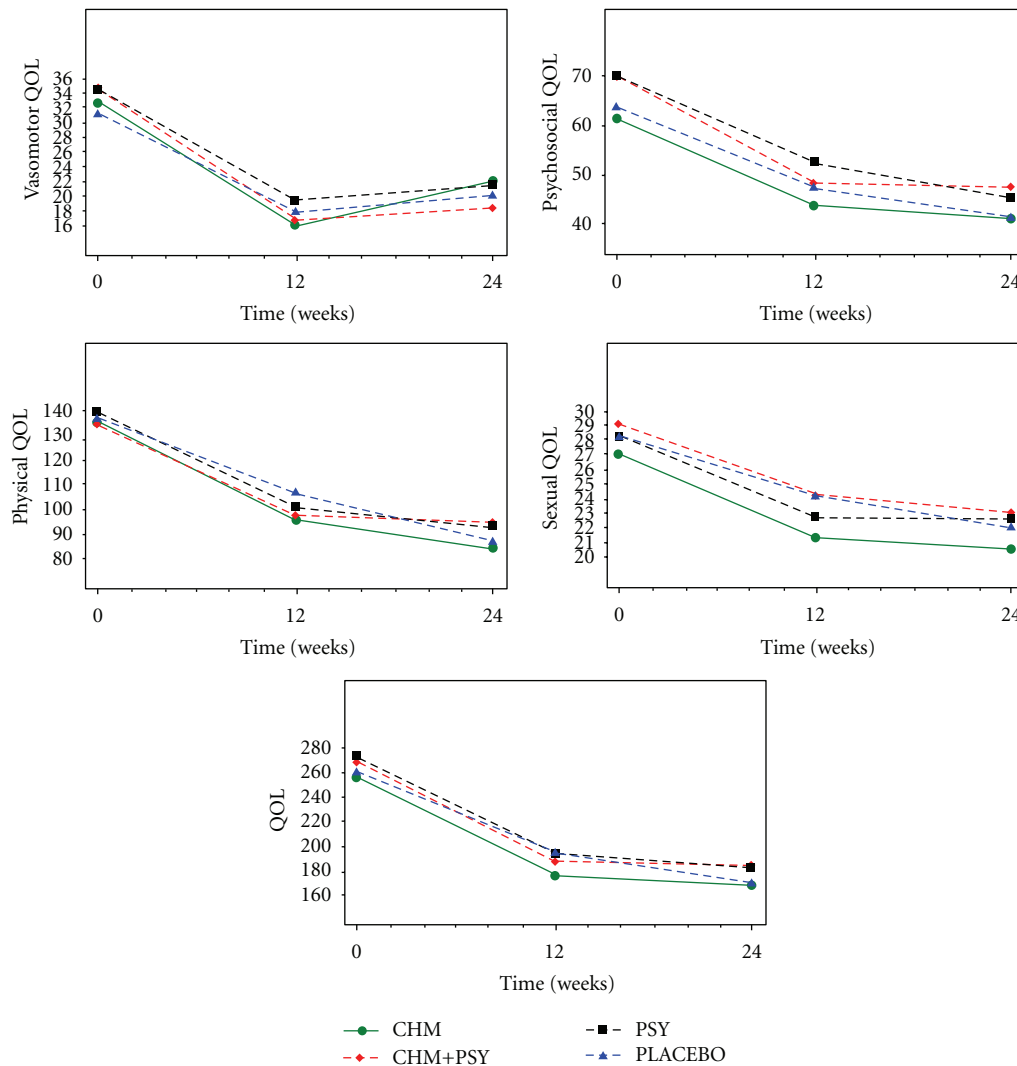 Vasomotor QOL
36
34
32
30
28
26
24
22
20
18
16
0 12 24
Time (weeks)
Psychosocial QOL
70
60
50
40
0 12 24
Time (weeks)
Physical QOL
140
130
120
110
100
90
80
0 12 24
Time (weeks)
Sexual QOL
30
29
28
27
26
25
24
23
22
21
20
0 12 24
Time (weeks)
QOL
280
260
240
220
200
180
160
0 12 24
Time (weeks)
CHM
CHM+PSY
PSY
PLACEBO